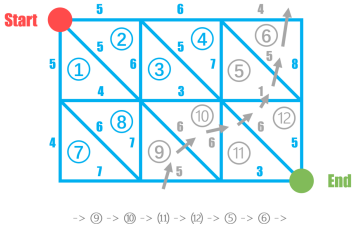 5 6 4
Start
② ④ ⑥
5 5 5
5 ① 6 ③ 7 ⑤ 8
4 3 1
⑧ ⑩ ⑫
6 6 6
4 6
⑦ ⑨ ⑪ 5
7 7 5 3
End
-> ⑨ -> ⑩ -> (11) -> ⑫ -> ⑤ -> ⑥ ->